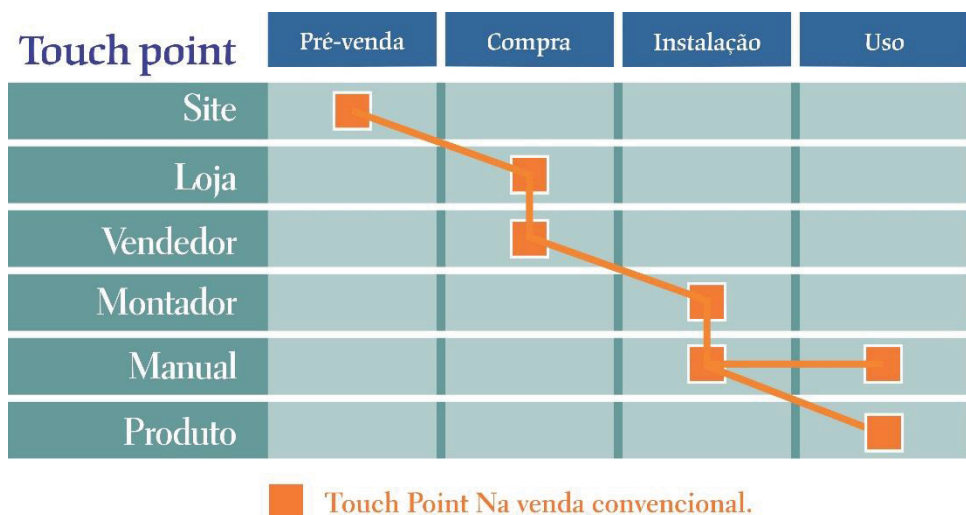 Touch point
Pré-venda
Compra
Instalação
Uso
Site
Loja
Vendedor
Montador
Manual
Produto
Touch Point Na venda convencional.